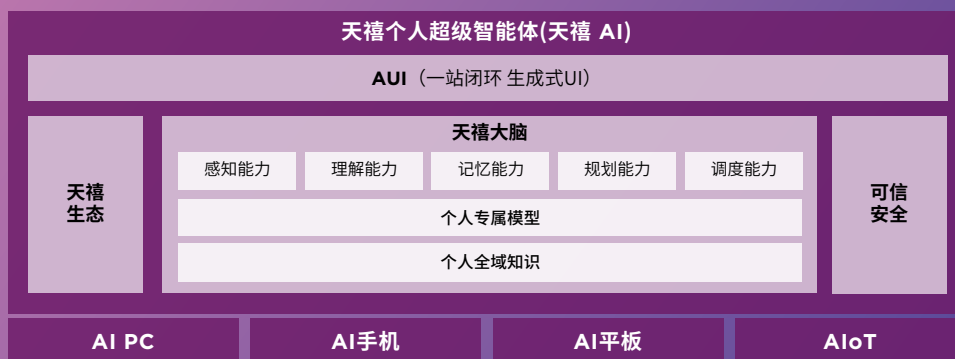 天禧个人超级智能体(天禧 AI)
AUI（一站闭环 生成式UI）
天禧
生态
天禧大脑
感知能力
理解能力
记忆能力
规划能力
调度能力
个人专属模型
个人全域知识
可信
安全
AI PC
AI手机
AI平板
AIoT